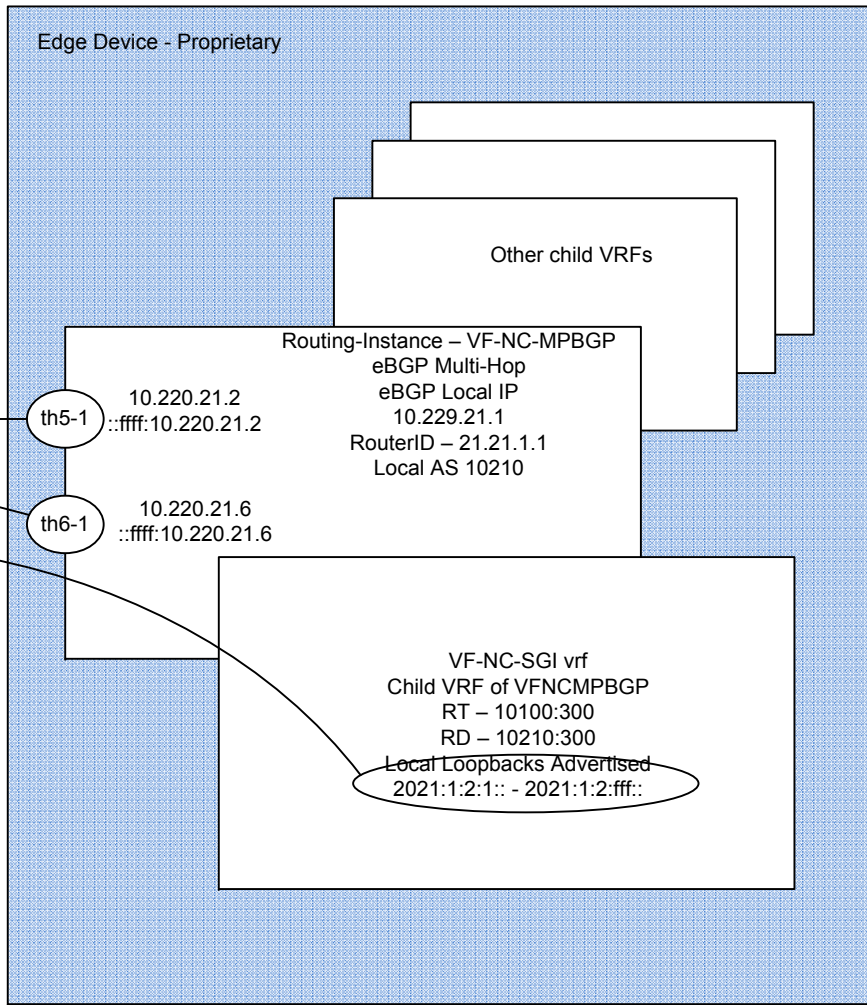 Edge Device - Proprietary
Other child VRFs
Routing-Instance – VF-NC-MPBGP
eBGP Multi-Hop
eBGP Local IP
10.229.21.1
RouterID – 21.21.1.1
Local AS 10210
th5-1
10.220.21.2
::ffff:10.220.21.2
th6-1
10.220.21.6
::ffff:10.220.21.6
VF-NC-SGI vrf
Child VRF of VFNCMPBGP
RT – 10100:300
RD – 10210:300
Local Loopbacks Advertised
2021:1:2:1:: - 2021:1:2:fff::